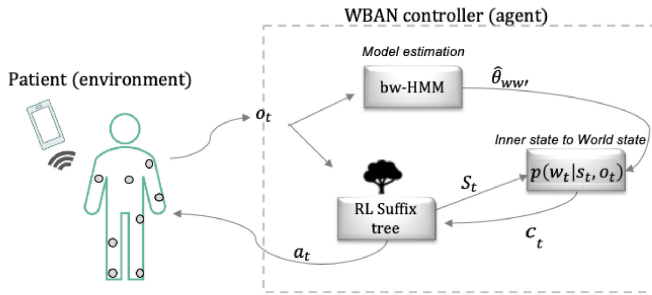 WBAN controller (agent)
Patient (environment)
Model estimation
bw-HMM
θ̂ww′
oₜ
Inner state to World state
p(wₜ|sₜ, oₜ)
Sₜ
RL Suffix
tree
cₜ
aₜ